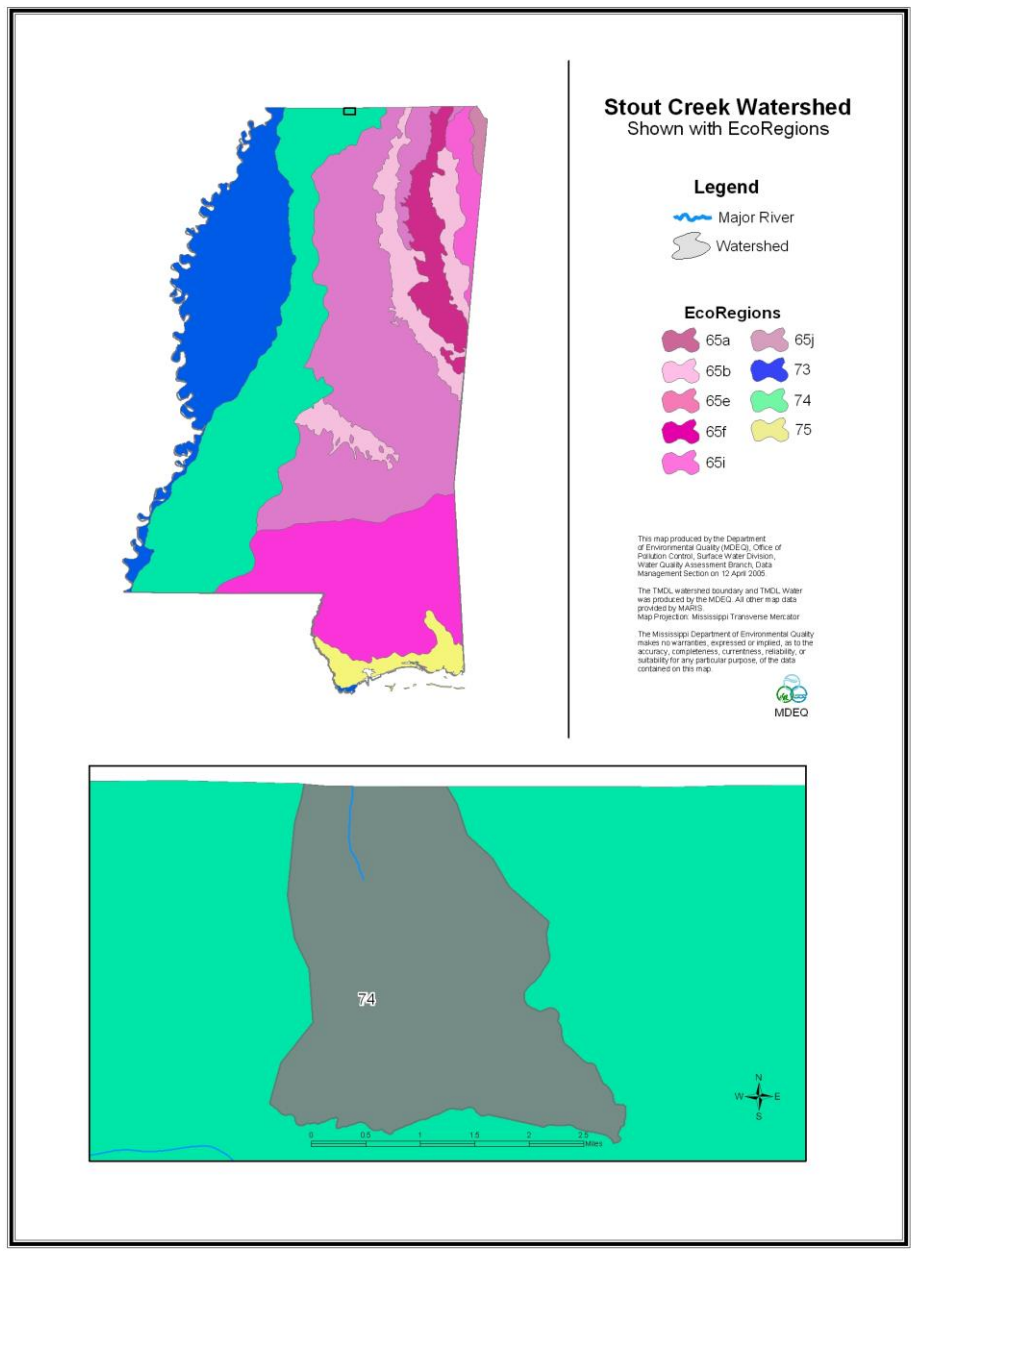 Stout Creek Watershed
Shown with EcoRegions
Legend
Major River
Watershed
EcoRegions
65a
65j
65b
73
65e
74
65f
75
65i
This map produced by the Department
of Environmental Quality (MDEQ), Office of
Pollution Control, Surface Water Division,
Water Quality Assessment Branch, Data
Management Section on 12 April 2005.
The TMDL watershed boundary and TMDL Water
was produced by the MDEQ. All other map data
provided by MARIS.
Map Projection: Mississippi Transverse Mercator
The Mississippi Department of Environmental Quality
makes no warranties, expressed or implied, as to the
accuracy, completeness, currentness, reliability, or
suitability for any particular purpose, of the data
contained on this map.
MDEQ
74
N
W E
S
0 0.5 1 1.5 2 2.5
Miles